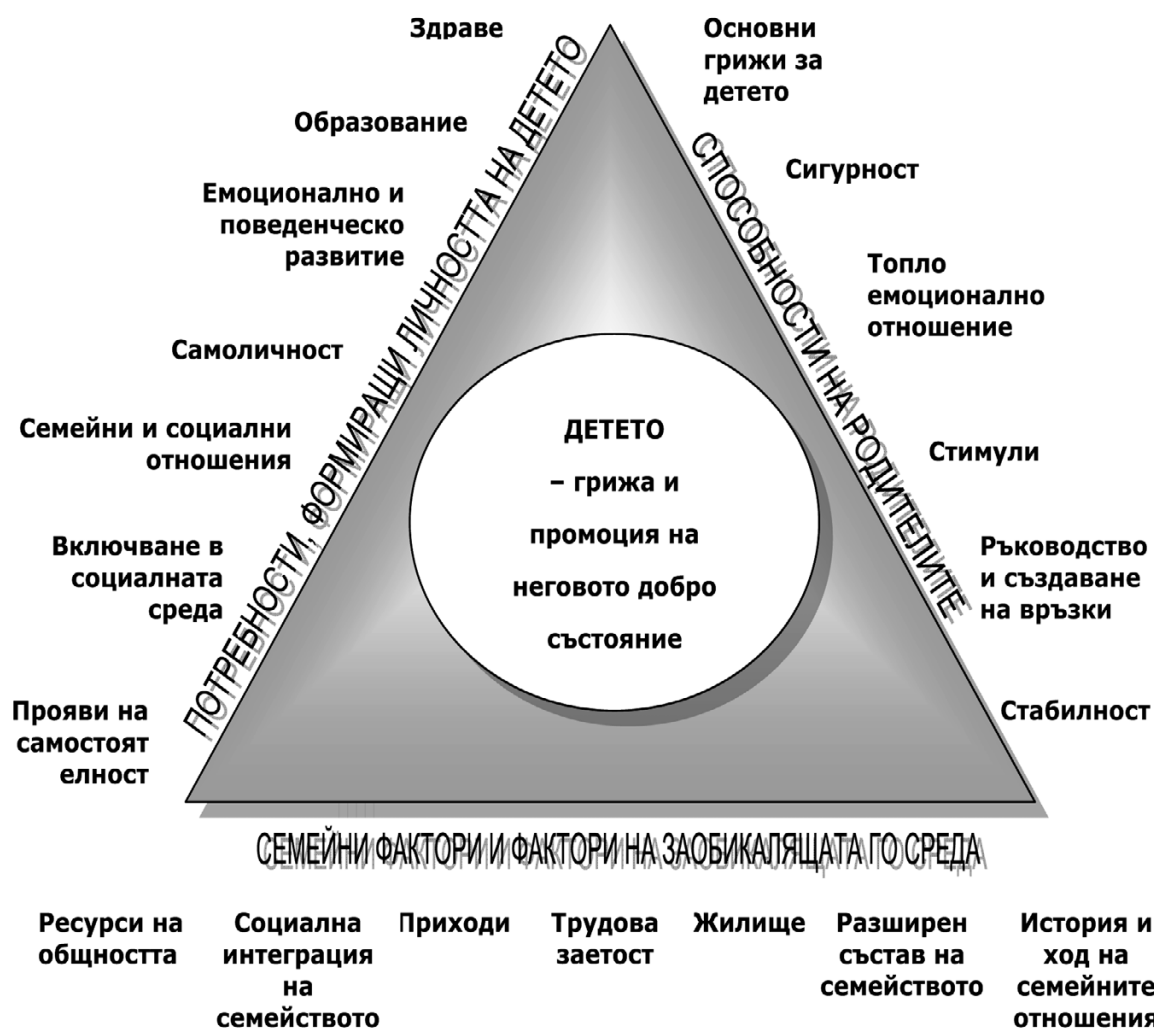 Здраве
Образование
Емоционално и
поведенческо
развитие
Самоличност
Семейни и социални
отношения
Включване в
социалната
среда
Прояви на
самостоят
елност
ПОТРЕБНОСТИ, ФОРМИРАЩИ ЛИЧНОСТТА НА ДЕТЕТО
ДЕТЕТО
– грижа и
промоция на
неговото добро
състояние
СПОСОБНОСТИ НА РОДИТЕЛИТЕ
Основни
грижи за
детето
Сигурност
Топло
емоционално
отношение
Стимули
Ръководство
и създаване
на връзки
Стабилност
СЕМЕЙНИ ФАКТОРИ И ФАКТОРИ НА ЗАОБИКАЛЯЩАТА ГО СРЕДА
Ресурси на
общността
Социална
интеграция
на
семейството
Приходи
Трудова
заетост
Жилище
Разширен
състав на
семейството
История и
ход на
семейните
отношения